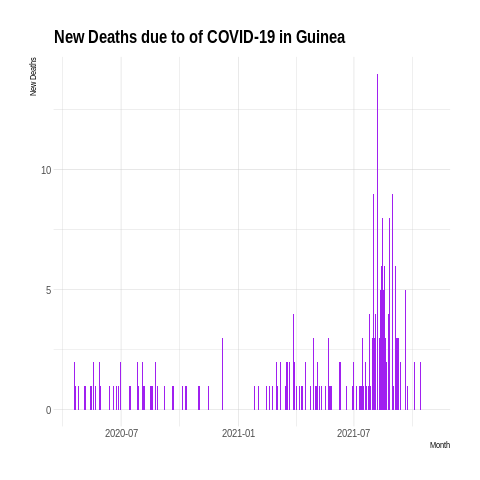 New Deaths due to of COVID-19 in Guinea
New Deaths
10
5
0
2020-07
2021-01
2021-07
Month